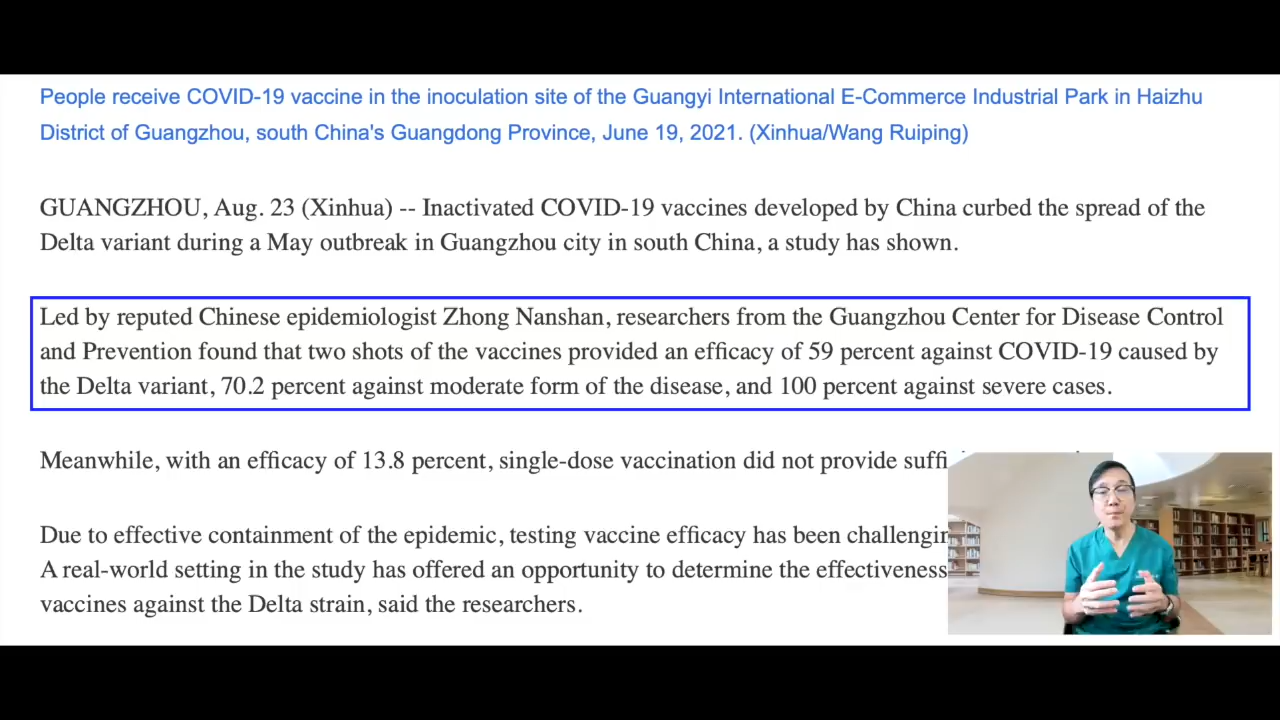 People receive COVID-19 vaccine in the inoculation site of the Guangyi International E-Commerce Industrial Park in Haizhu
District of Guangzhou, south China's Guangdong Province, June 19, 2021. (Xinhua/Wang Ruiping)
GUANGZHOU, Aug. 23 (Xinhua) -- Inactivated COVID-19 vaccines developed by China curbed the spread of the
Delta variant during a May outbreak in Guangzhou city in south China, a study has shown.
Led by reputed Chinese epidemiologist Zhong Nanshan, researchers from the Guangzhou Center for Disease Control
and Prevention found that two shots of the vaccines provided an efficacy of 59 percent against COVID-19 caused by
the Delta variant, 70.2 percent against moderate form of the disease, and 100 percent against severe cases.
Meanwhile, with an efficacy of 13.8 percent, single-dose vaccination did not provide
Due to effective containment of the epidemic, testing vaccine efficacy has been
A real-world setting in the study has offered an opportunity to determine the effectiveness
vaccines against the Delta strain, said the researchers.